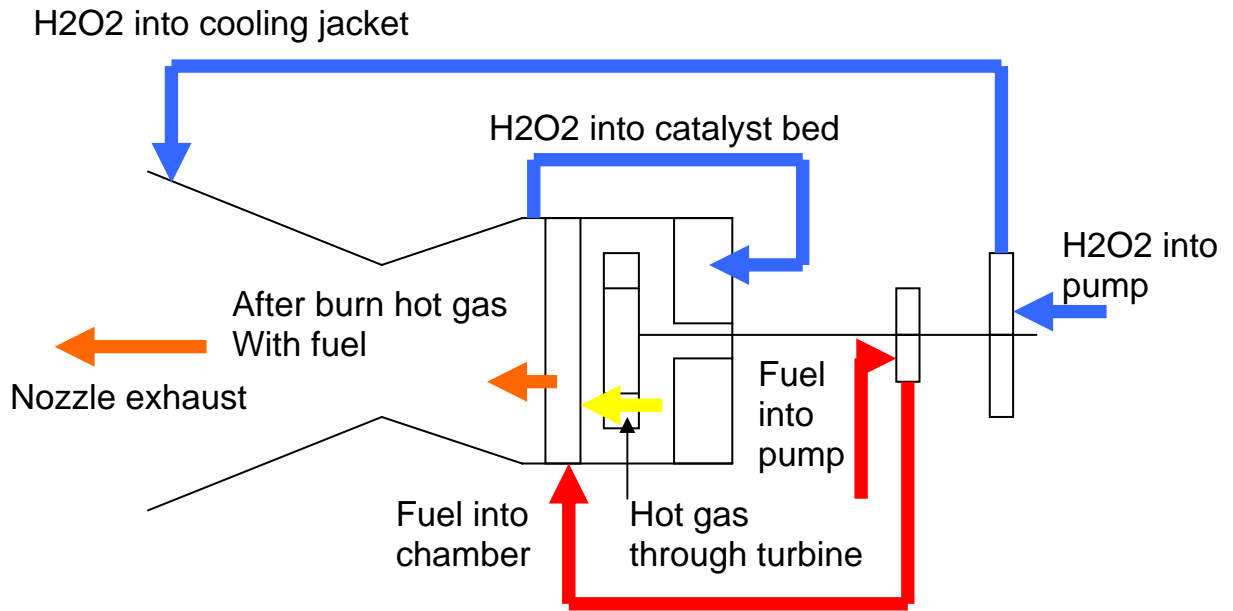 H2O2 into cooling jacket
H2O2 into catalyst bed
H2O2 into
pump
After burn hot gas
With fuel
Nozzle exhaust
Fuel
into
pump
Fuel into
chamber
Hot gas
through turbine